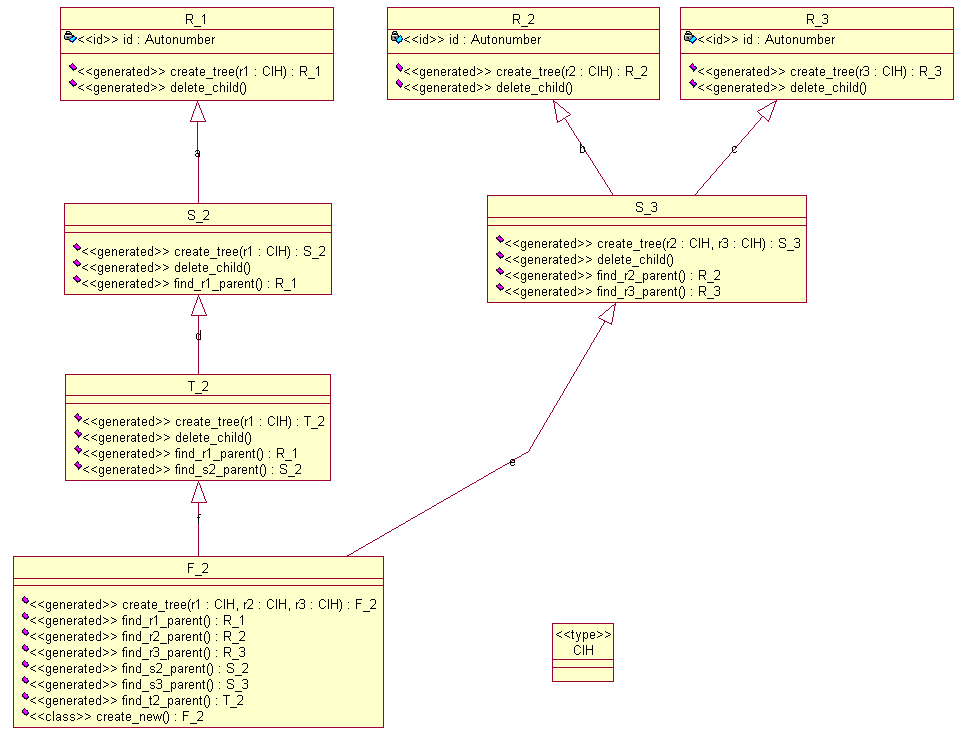 R_1
<<id>> id : Autonumber
<<generated>> create_tree(r1 : CIH) : R_1
<<generated>> delete_child()
R_2
<<id>> id : Autonumber
<<generated>> create_tree(r2 : CIH) : R_2
<<generated>> delete_child()
R_3
<<id>> id : Autonumber
<<generated>> create_tree(r3 : CIH) : R_3
<<generated>> delete_child()
a
b
c
S_2
<<generated>> create_tree(r1 : CIH) : S_2
<<generated>> delete_child()
<<generated>> find_r1_parent() : R_1
S_3
<<generated>> create_tree(r2 : CIH, r3 : CIH) : S_3
<<generated>> delete_child()
<<generated>> find_r2_parent() : R_2
<<generated>> find_r3_parent() : R_3
d
T_2
<<generated>> create_tree(r1 : CIH) : T_2
<<generated>> delete_child()
<<generated>> find_r1_parent() : R_1
<<generated>> find_s2_parent() : S_2
e
f
F_2
<<generated>> create_tree(r1 : CIH, r2 : CIH, r3 : CIH) : F_2
<<generated>> find_r1_parent() : R_1
<<generated>> find_r2_parent() : R_2
<<generated>> find_r3_parent() : R_3
<<generated>> find_s2_parent() : S_2
<<generated>> find_s3_parent() : S_3
<<generated>> find_t2_parent() : T_2
<<class>> create_new() : F_2
<<type>>
CIH